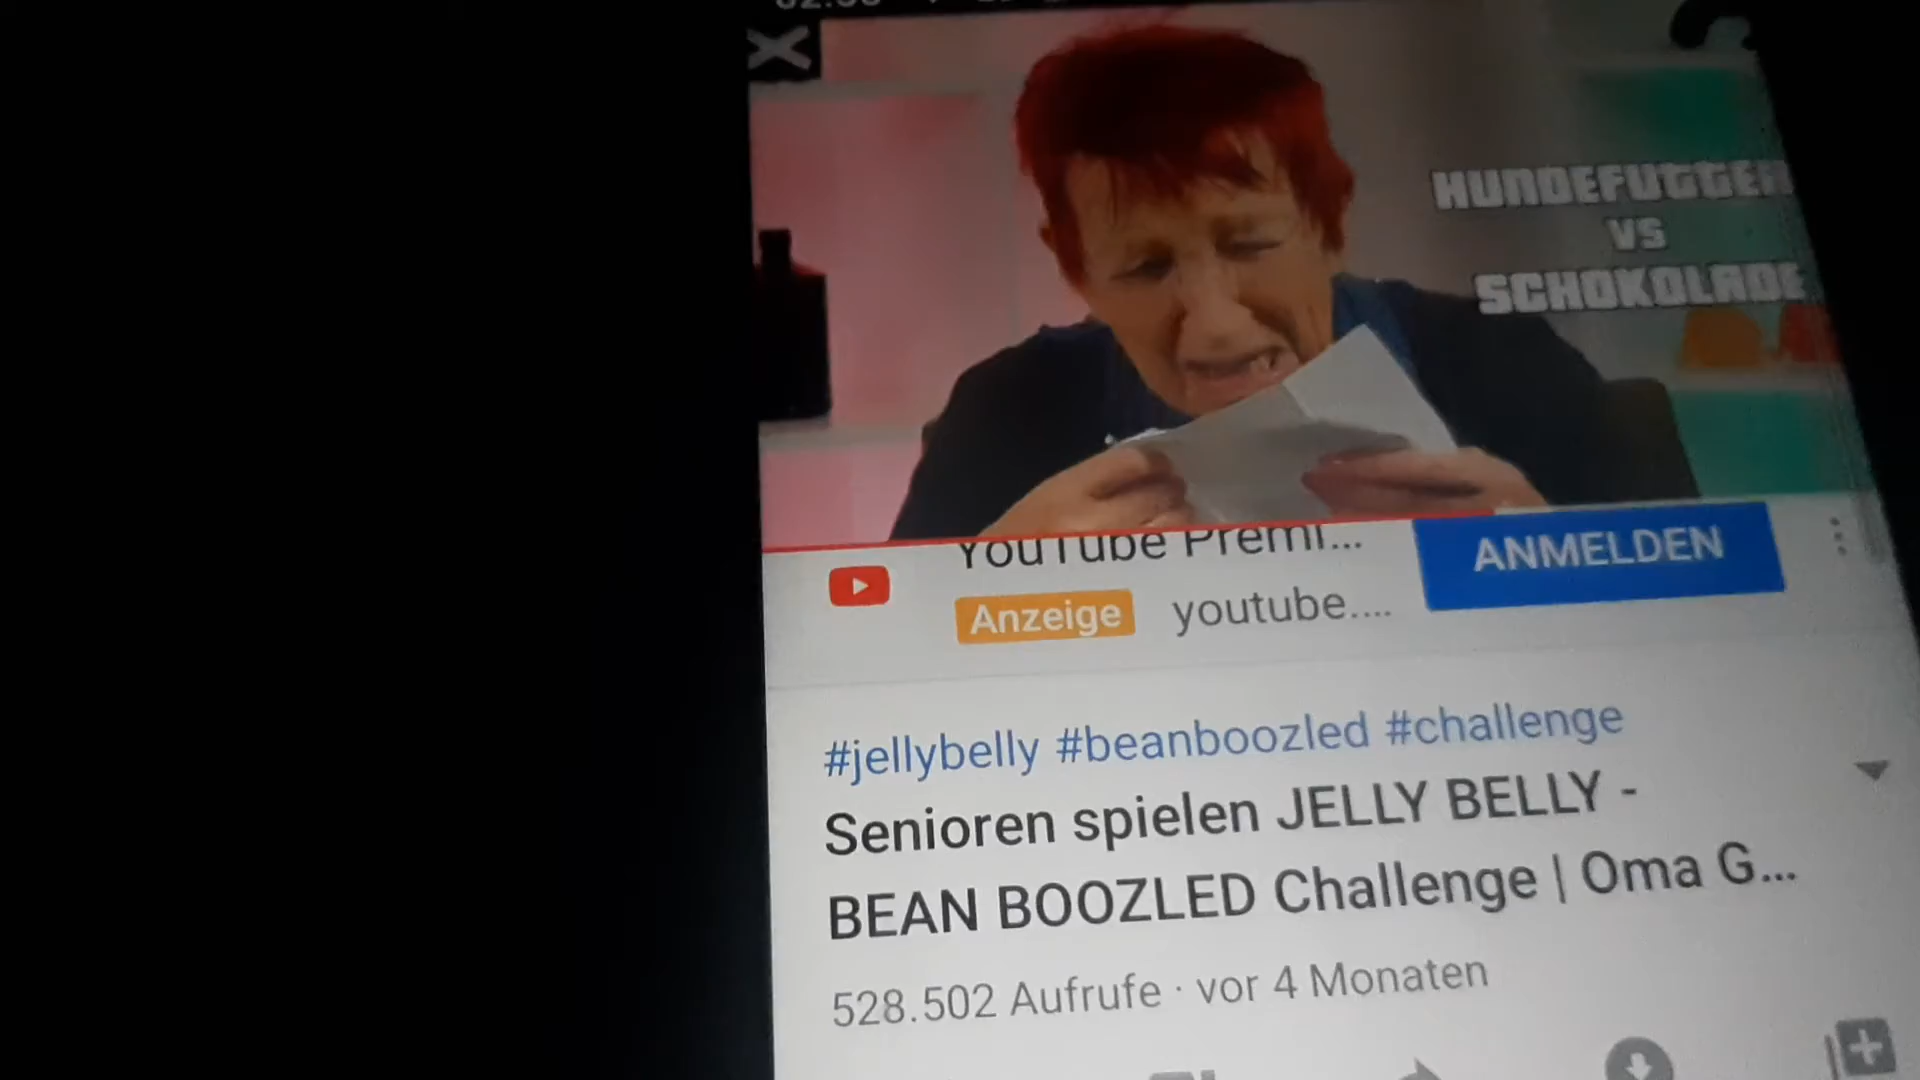 HUNDEFUTTER
VS
SCHOKOLADE
YouTube Premi...
ANMELDEN
Anzeige youtube....
#jellybelly #beanboozled #challenge
Senioren spielen JELLY BELLY -
BEAN BOOZLED Challenge | Oma G...
528.502 Aufrufe · vor 4 Monaten